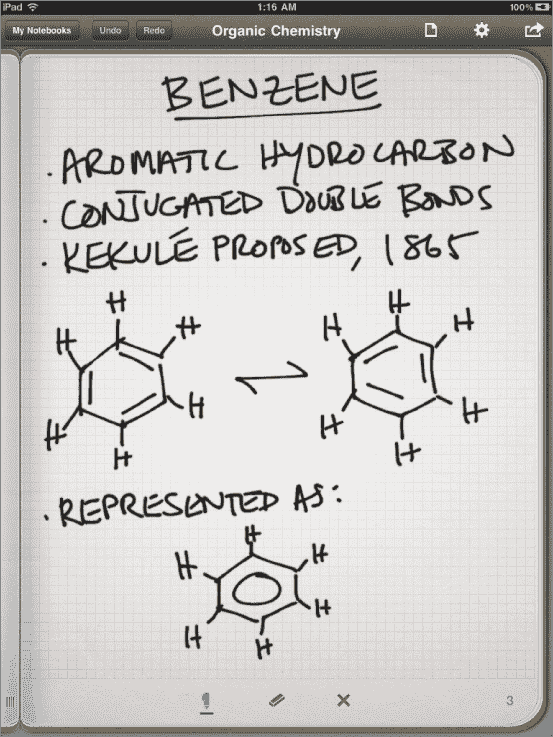 iPad 1:16 AM 100%
My Notebooks Undo Redo Organic Chemistry
BENZENE
· AROMATIC HYDROCARBON
· CONJUGATED DOUBLE BONDS
· KEKULÉ PROPOSED, 1865
H H
H H H H
H H
H H
H H
· REPRESENTED AS:
H
H H
H
H
H
3